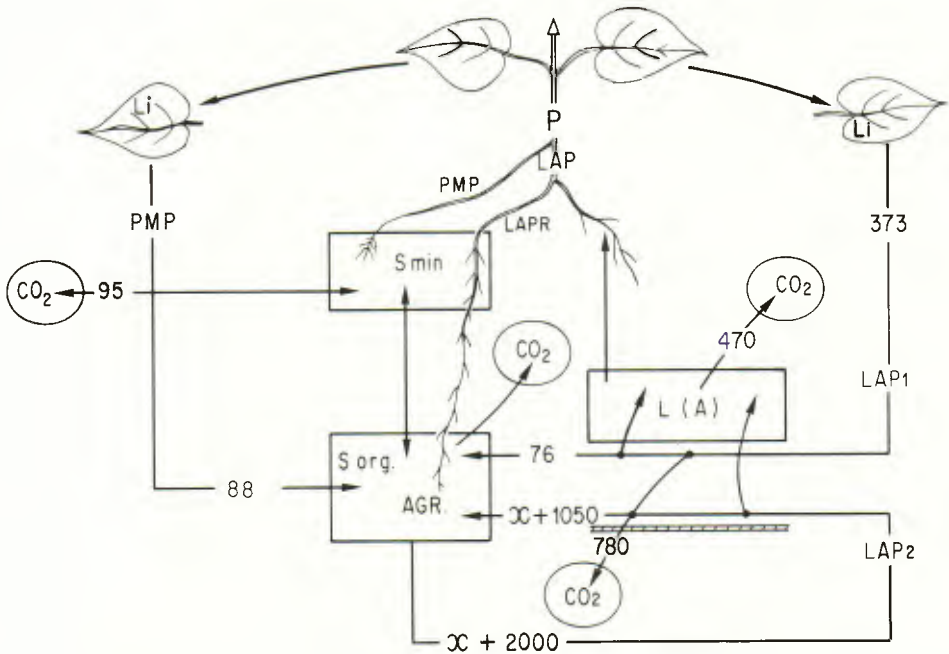 P
Li
Li
LAP
PMP
PMP
LAPR
373
S min
CO2
95
CO2
470
CO2
LAP1
L (A)
S org.
76
88
AGR.
x+1050
780
LAP2
CO2
x + 2000